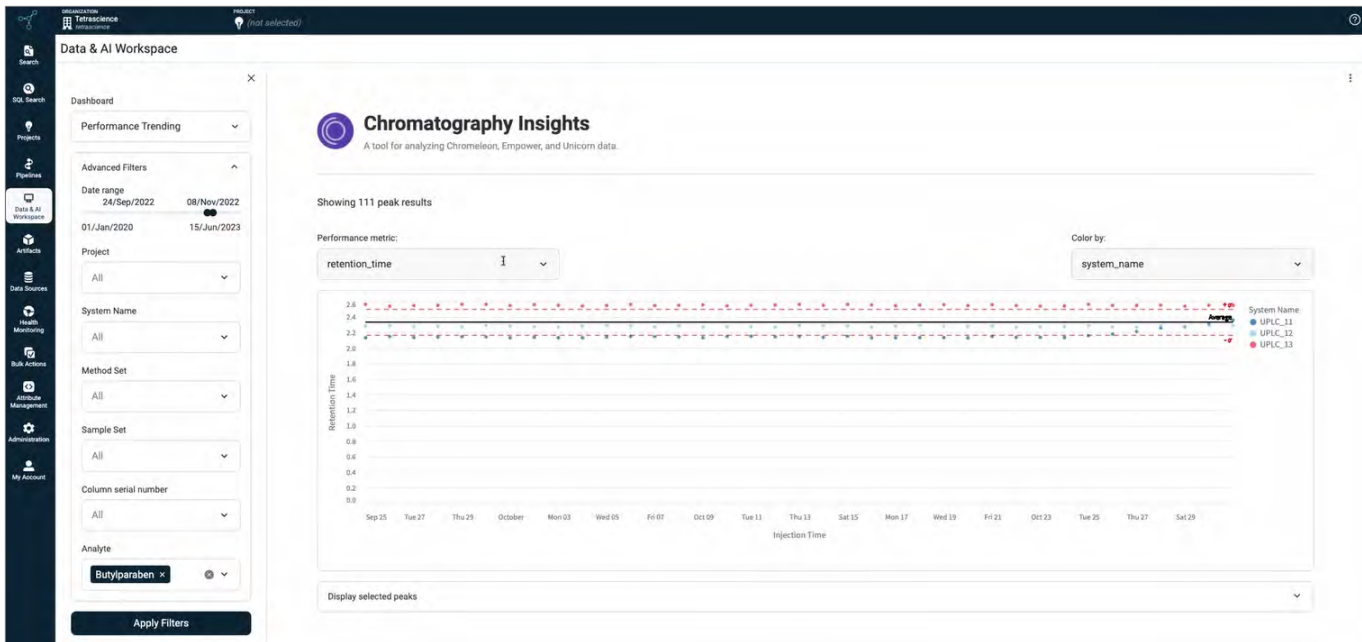 ORGANIZATION
Tetrascience
tetrascience
PROJECT
(not selected)
Data & AI Workspace
Search
SQL Search
Projects
Pipelines
Data & AI
Workspace
Artifacts
Data Sources
Health
Monitoring
Bulk Actions
Attribute
Management
Administration
My Account
Dashboard
Performance Trending
Advanced Filters
Date range
24/Sep/2022 08/Nov/2022
01/Jan/2020 15/Jun/2023
Project
All
System Name
All
Method Set
All
Sample Set
All
Column serial number
All
Analyte
Butylparaben ×
Apply Filters
Chromatography Insights
A tool for analyzing Chromeleon, Empower, and Unicorn data.
Showing 111 peak results
Performance metric:
retention_time
Color by:
system_name
2.6
2.4
2.2
2.0
1.8
1.6
1.4
1.2
1.0
0.8
0.6
0.4
0.2
0.0
Retention Time
+σ
Average
-σ
System Name
UPLC_11
UPLC_12
UPLC_13
Sep 25 Tue 27 Thu 29 October Mon 03 Wed 05 Fri 07 Oct 09 Tue 11 Thu 13 Sat 15 Mon 17 Wed 19 Fri 21 Oct 23 Tue 25 Thu 27 Sat 29
Injection Time
Display selected peaks